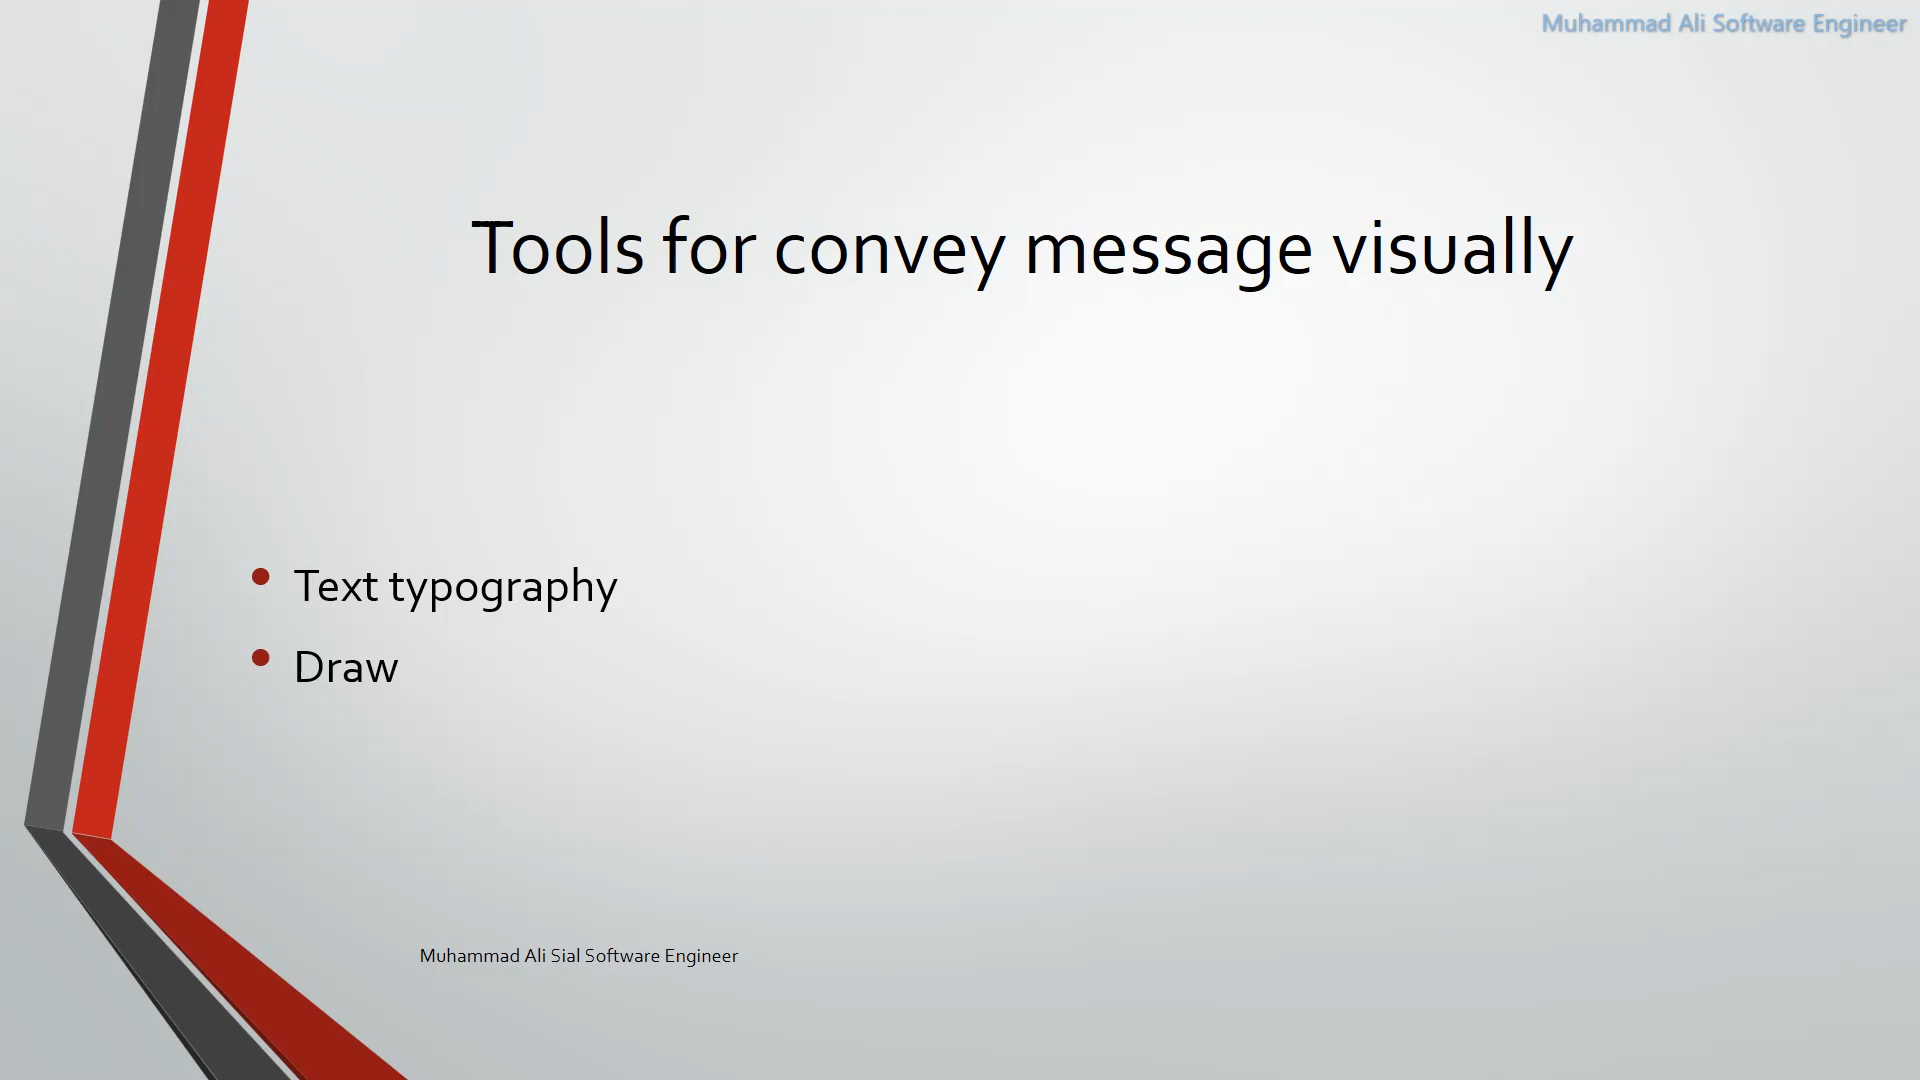 Muhammad Ali Software Engineer
Tools for convey message visually
Text typography
Draw
Muhammad Ali Sial Software Engineer